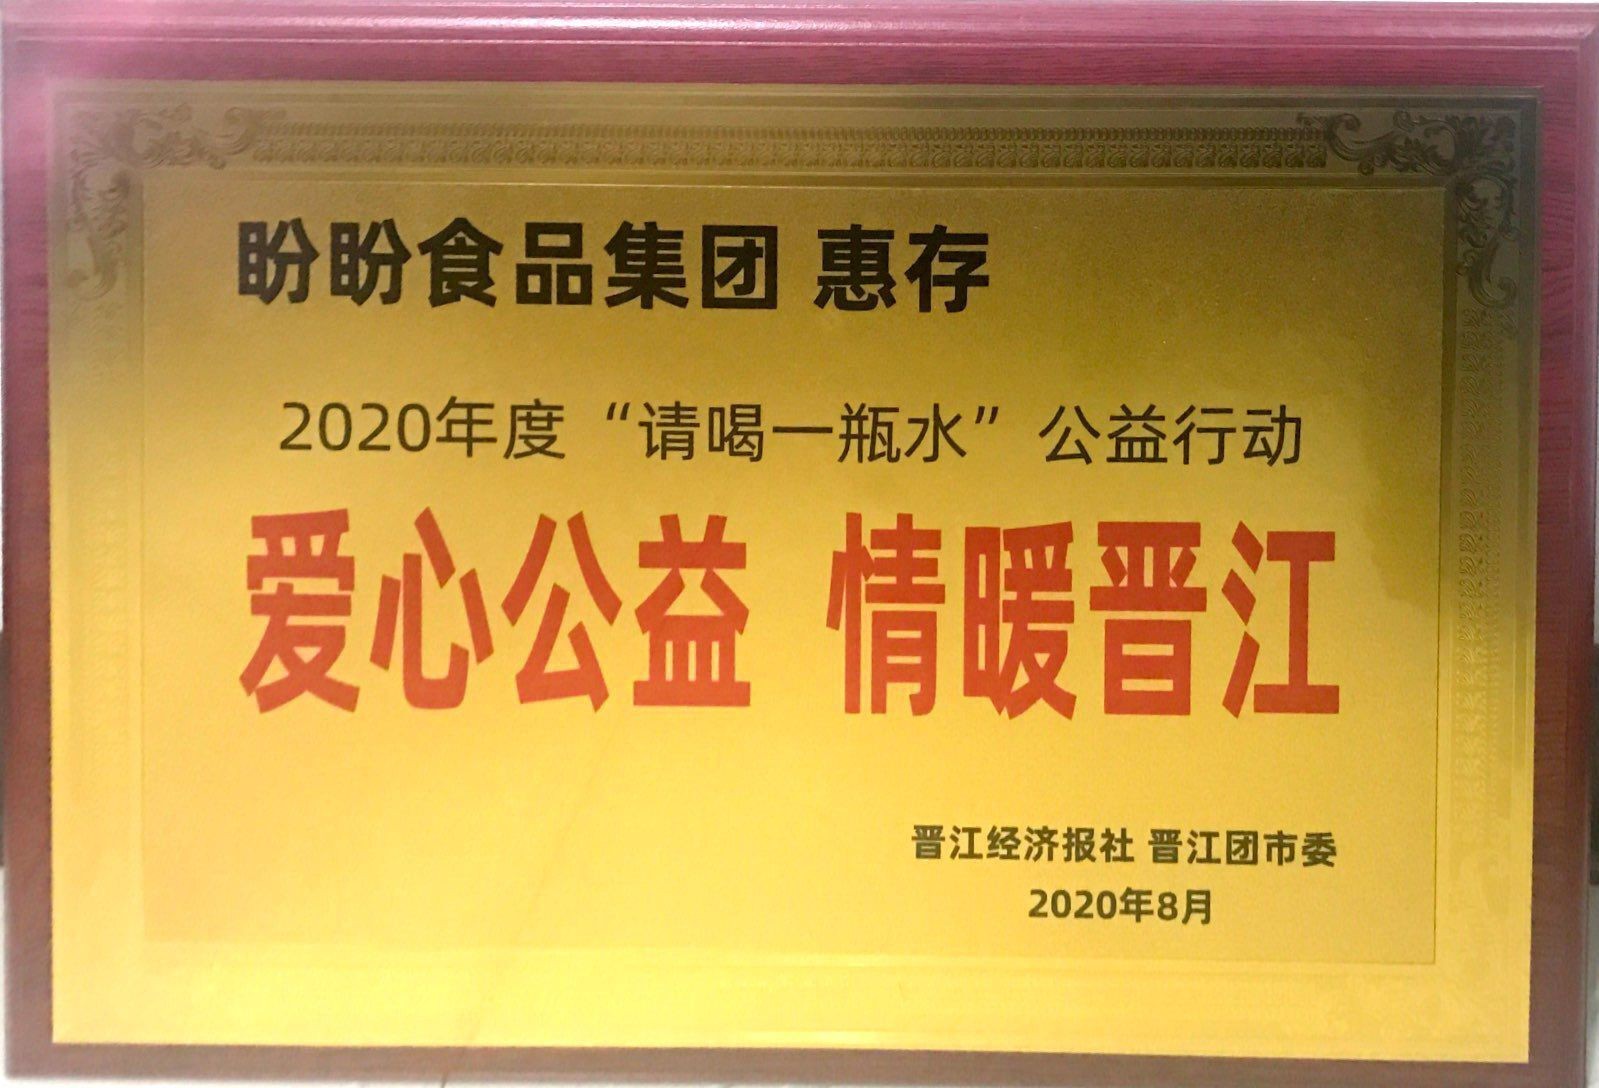 盼盼食品集团 惠存
2020年度“请喝一瓶水”公益行动
爱心公益 情暖晋江
晋江经济报社 晋江团市委
2020年8月